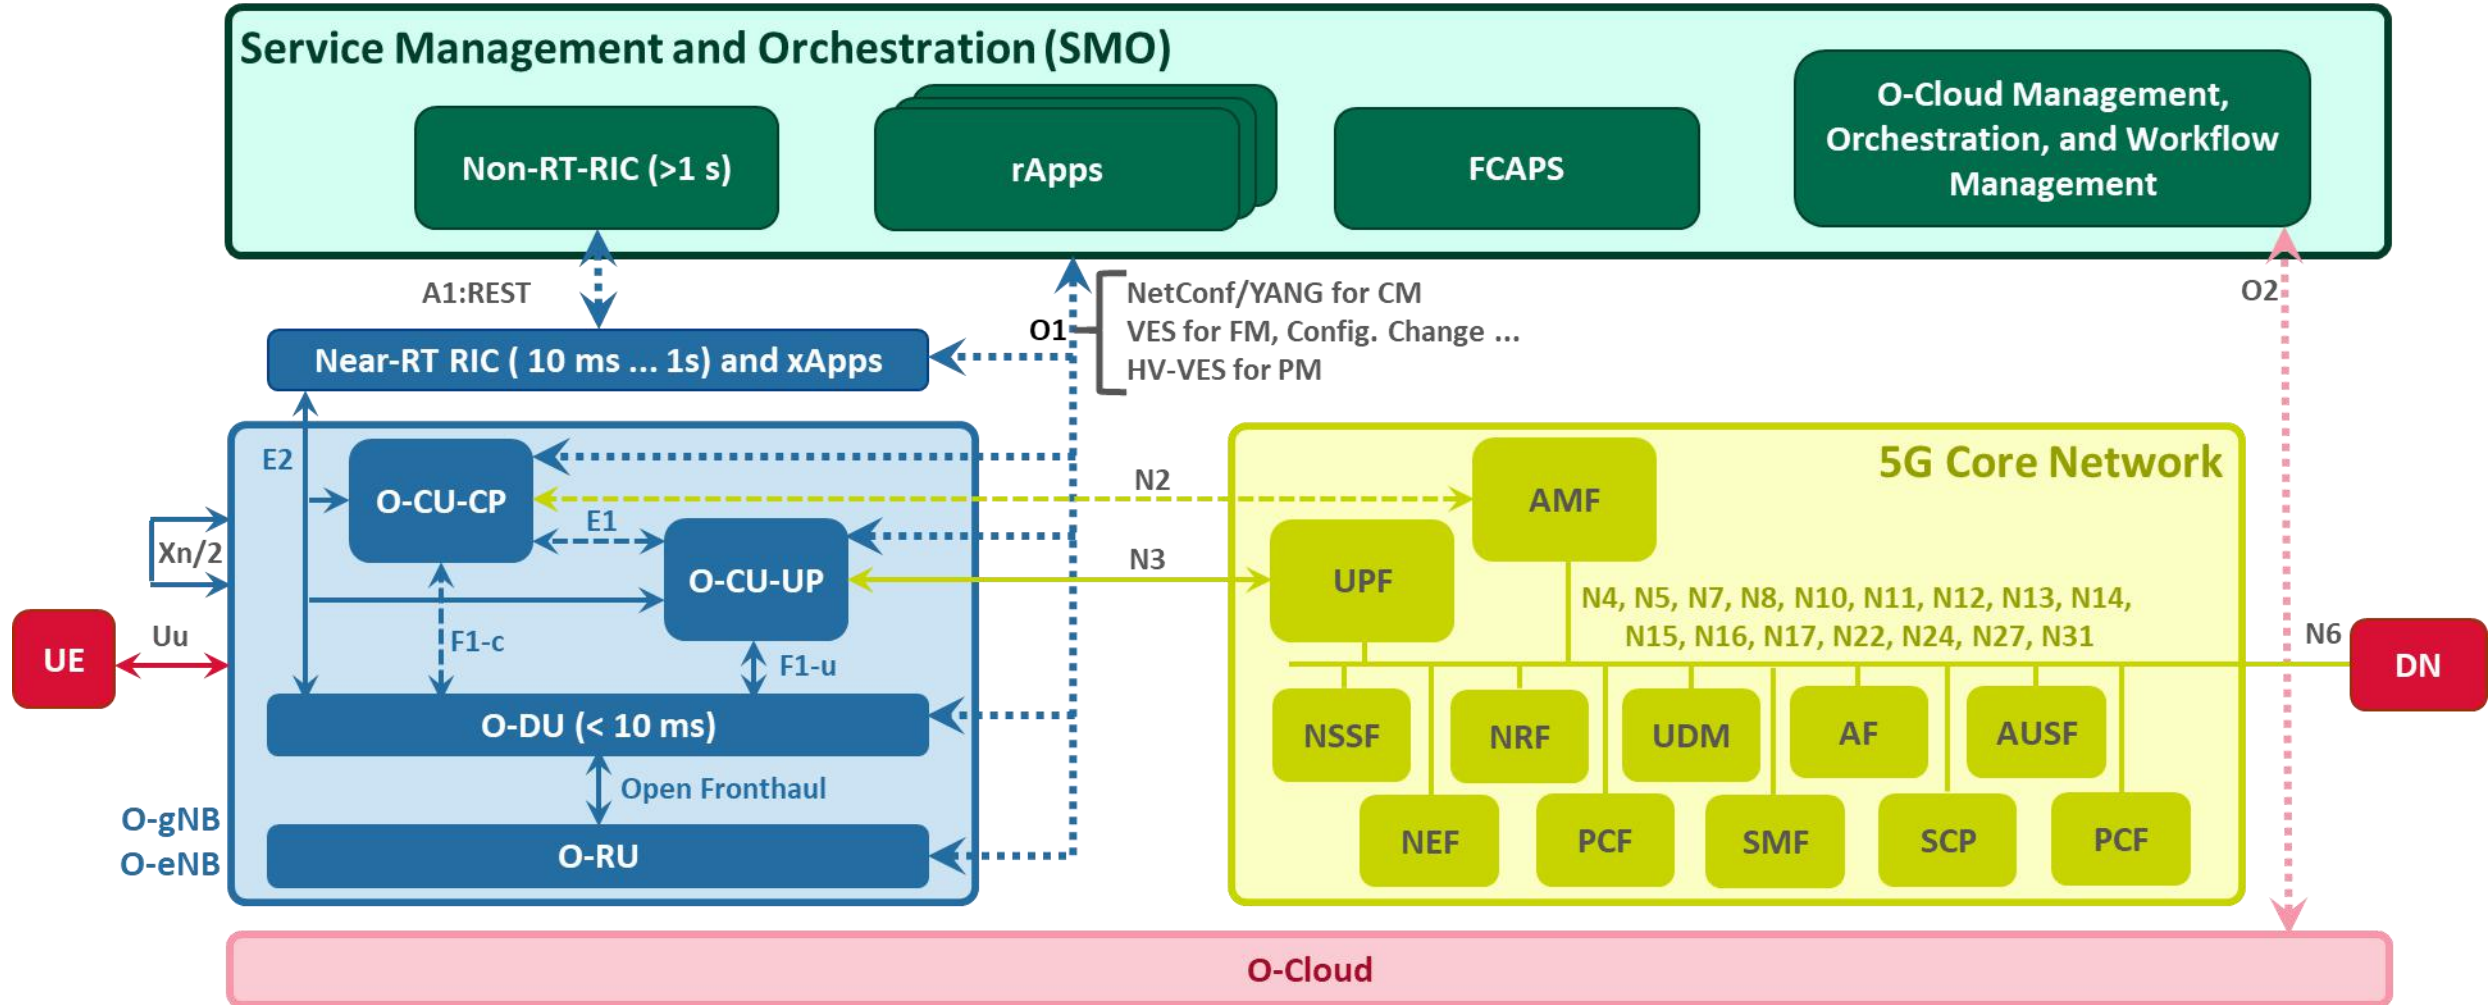 Service Management and Orchestration (SMO)
Non-RT-RIC (>1 s)
rApps
FCAPS
O-Cloud Management,
Orchestration, and Workflow
Management
A1:REST
O1
NetConf/YANG for CM
VES for FM, Config. Change ...
HV-VES for PM
O2
Near-RT RIC ( 10 ms ... 1s) and xApps
E2
O-CU-CP
E1
O-CU-UP
N2
N3
Xn/2
UE
Uu
F1-c
F1-u
O-DU (< 10 ms)
Open Fronthaul
O-gNB
O-eNB
O-RU
5G Core Network
AMF
UPF
N4, N5, N7, N8, N10, N11, N12, N13, N14,
N15, N16, N17, N22, N24, N27, N31
N6
DN
NSSF
NRF
UDM
AF
AUSF
NEF
PCF
SMF
SCP
PCF
O-Cloud